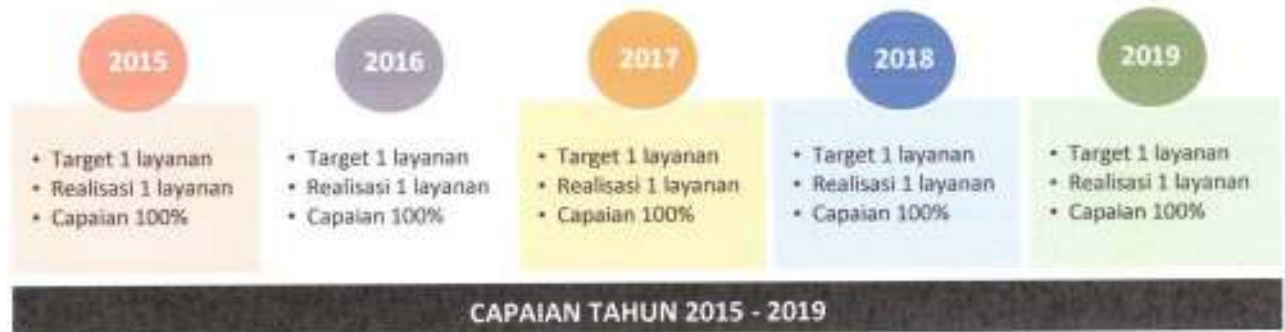 2015
• Target 1 layanan
• Realisasi 1 layanan
• Capaian 100%
2016
• Target 1 layanan
• Realisasi 1 layanan
• Capaian 100%
2017
• Target 1 layanan
• Realisasi 1 layanan
• Capaian 100%
2018
• Target 1 layanan
• Realisasi 1 layanan
• Capaian 100%
2019
• Target 1 layanan
• Realisasi 1 layanan
• Capaian 100%
CAPAIAN TAHUN 2015 - 2019